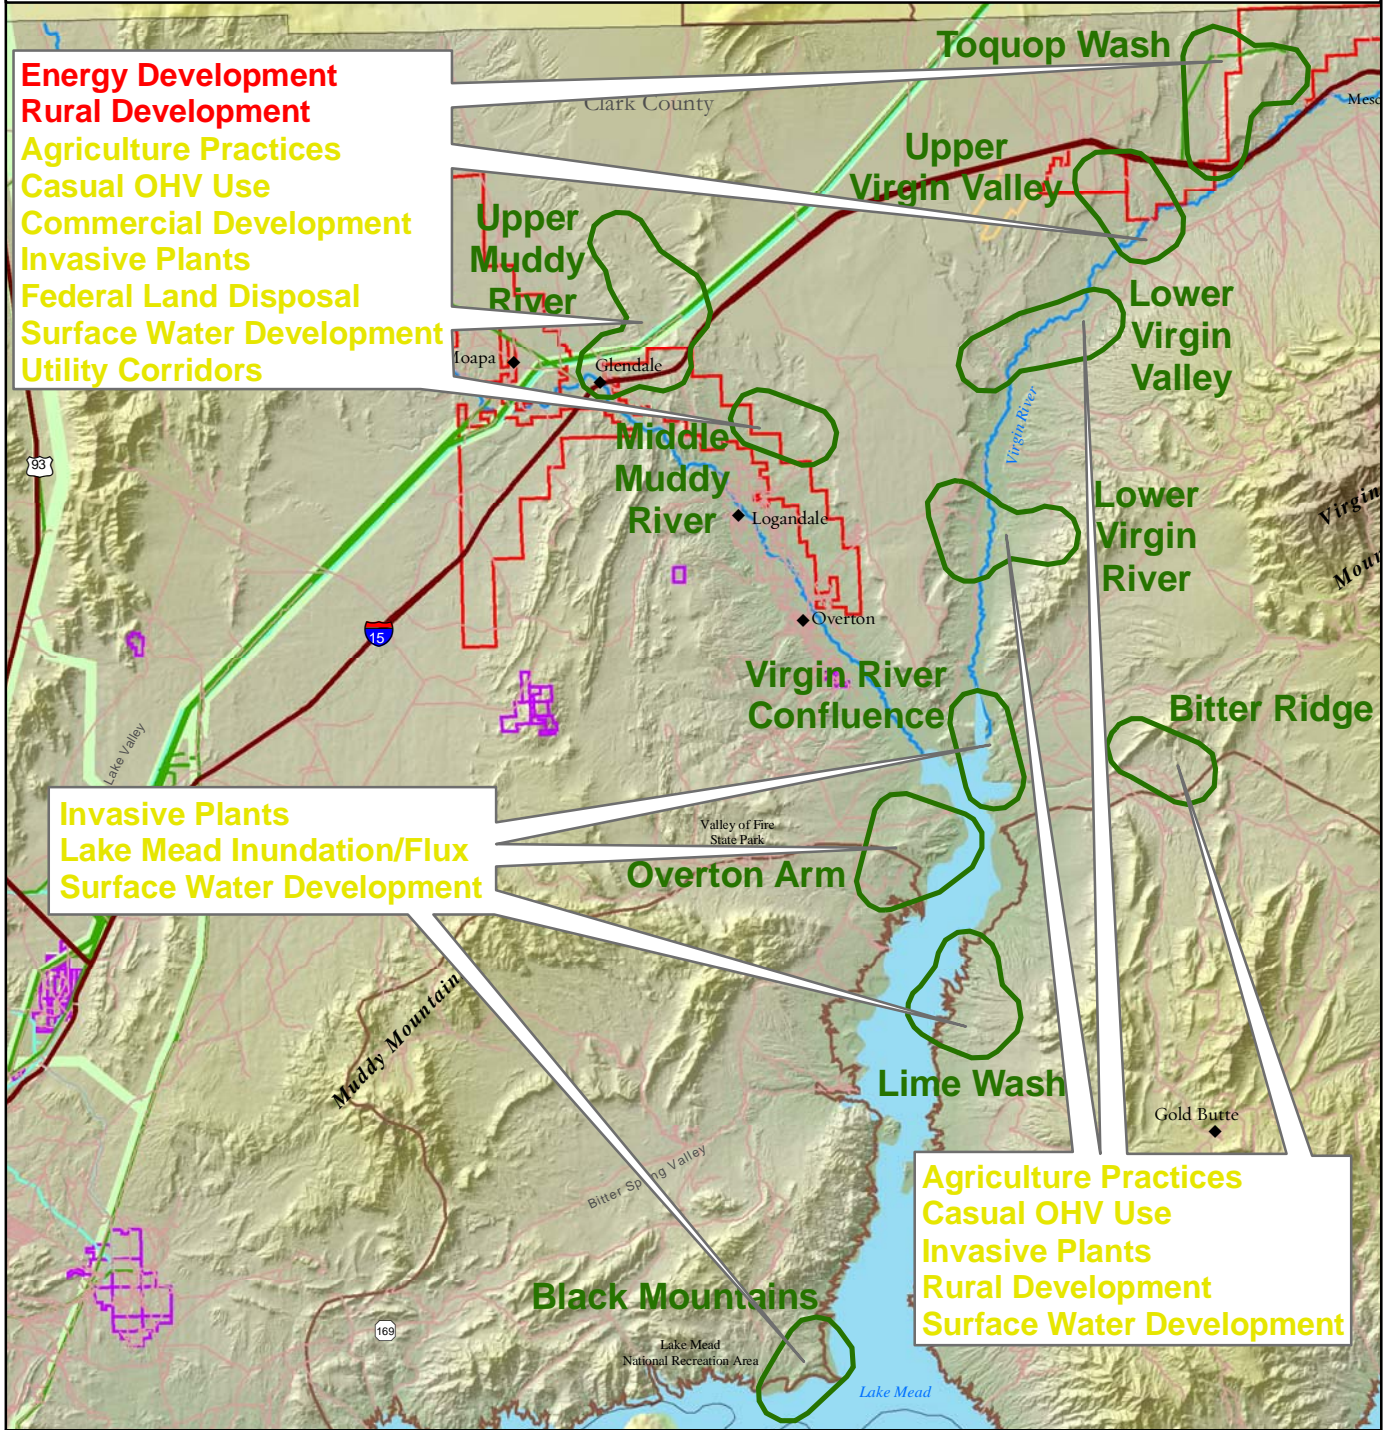 Toquop Wash
Energy Development
Rural Development
Agriculture Practices
Casual OHV Use
Commercial Development
Invasive Plants
Federal Land Disposal
Surface Water Development
Utility Corridors
Clark County
Upper
Virgin Valley
Upper
Muddy
River
Lower
Virgin
Valley
Moapa
Glendale
Virgin River
Middle
Muddy
River
Logandale
Lower
Virgin
River
Virgin
93
15
Overton
Virgin River
Confluence
Bitter Ridge
Lake Valley
Invasive Plants
Lake Mead Inundation/Flux
Surface Water Development
Valley of Fire
State Park
Overton Arm
Muddy Mountain
Lime Wash
Gold Butte
Bitter Spring Valley
Agriculture Practices
Casual OHV Use
Invasive Plants
Rural Development
Surface Water Development
Black Mountains
169
Lake Mead
National Recreation Area
Lake Mead